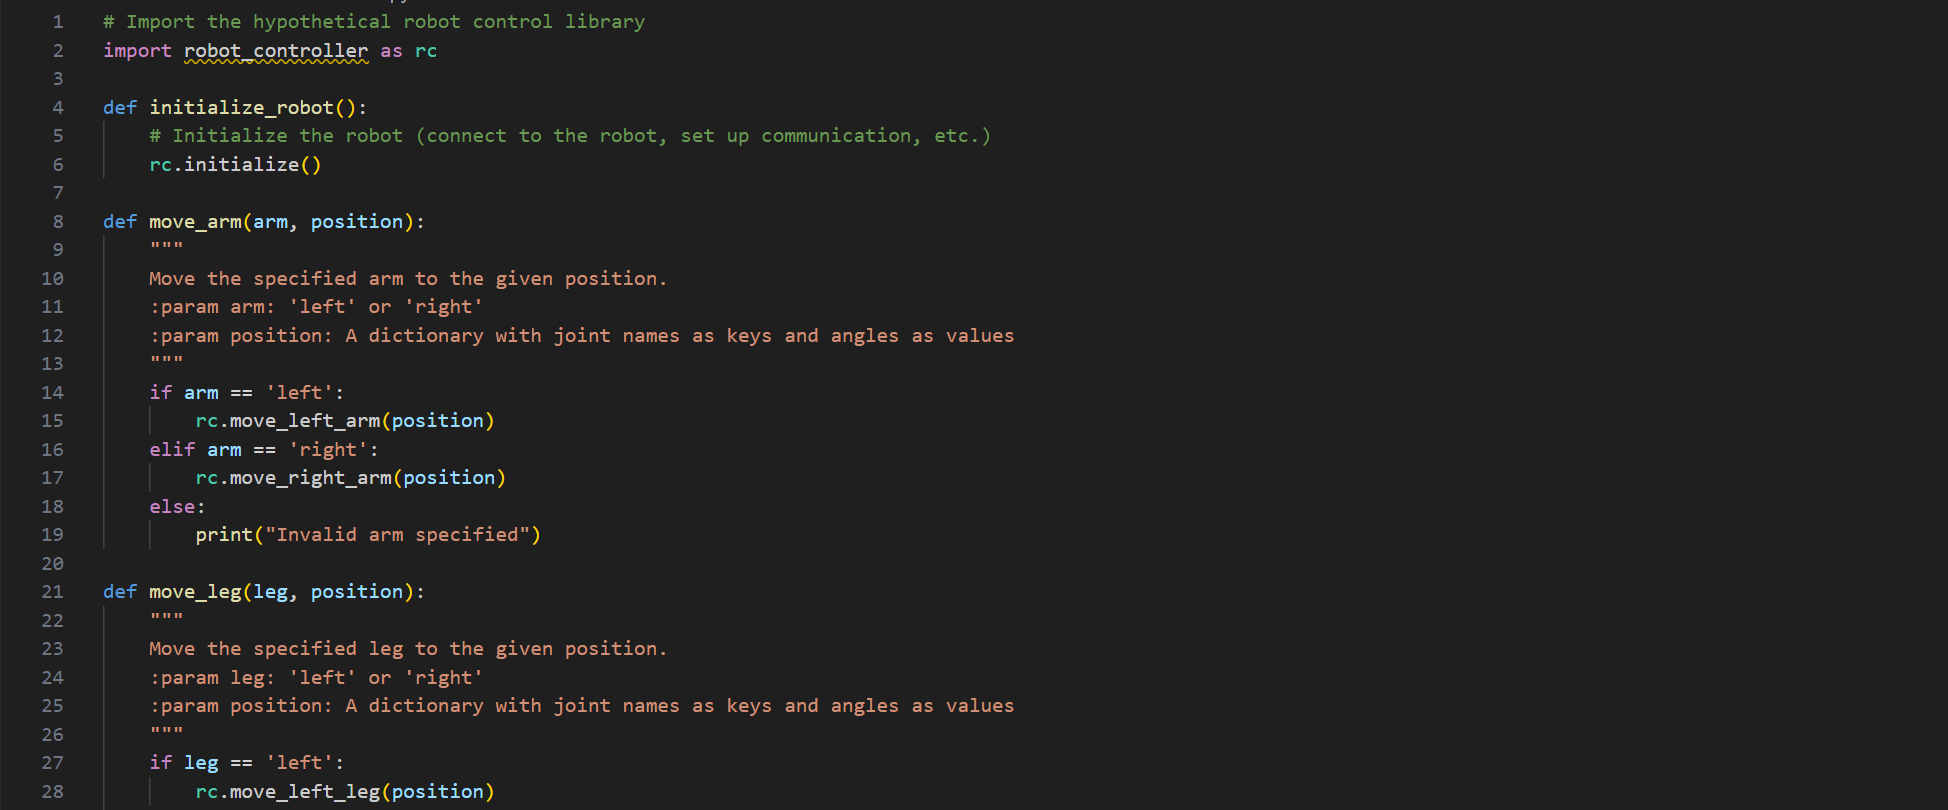 1 # Import the hypothetical robot control library
2 import robot_controller as rc
3
4 def initialize_robot():
5     # Initialize the robot (connect to the robot, set up communication, etc.)
6     rc.initialize()
7
8 def move_arm(arm, position):
9     """
10     Move the specified arm to the given position.
11     :param arm: 'left' or 'right'
12     :param position: A dictionary with joint names as keys and angles as values
13     """
14     if arm == 'left':
15         rc.move_left_arm(position)
16     elif arm == 'right':
17         rc.move_right_arm(position)
18     else:
19         print("Invalid arm specified")
20
21 def move_leg(leg, position):
22     """
23     Move the specified leg to the given position.
24     :param leg: 'left' or 'right'
25     :param position: A dictionary with joint names as keys and angles as values
26     """
27     if leg == 'left':
28         rc.move_left_leg(position)